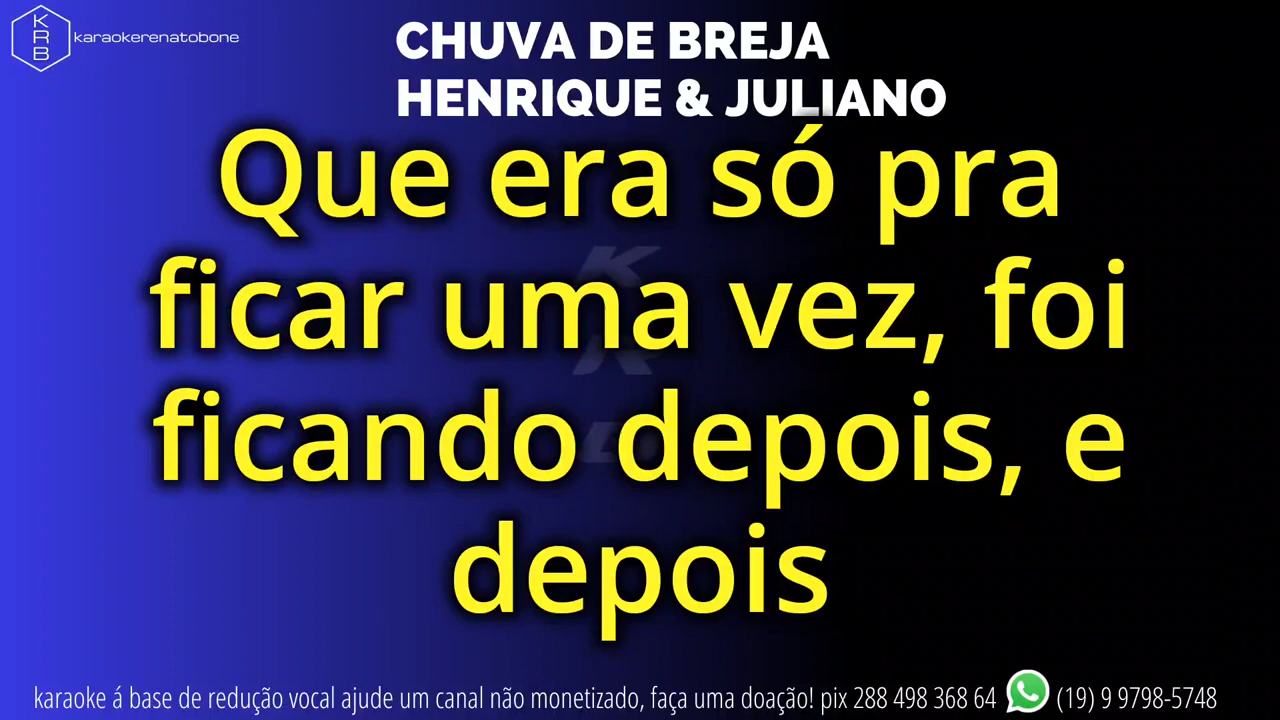 KRB
karaokerenatobone
CHUVA DE BREJA
HENRIQUE & JULIANO
Que era só pra
ficar uma vez, foi
ficando depois, e
depois
karaoke á base de redução vocal ajude um canal não monetizado, faça uma doação! pix 288 498 368 64 (19) 9 9798-5748